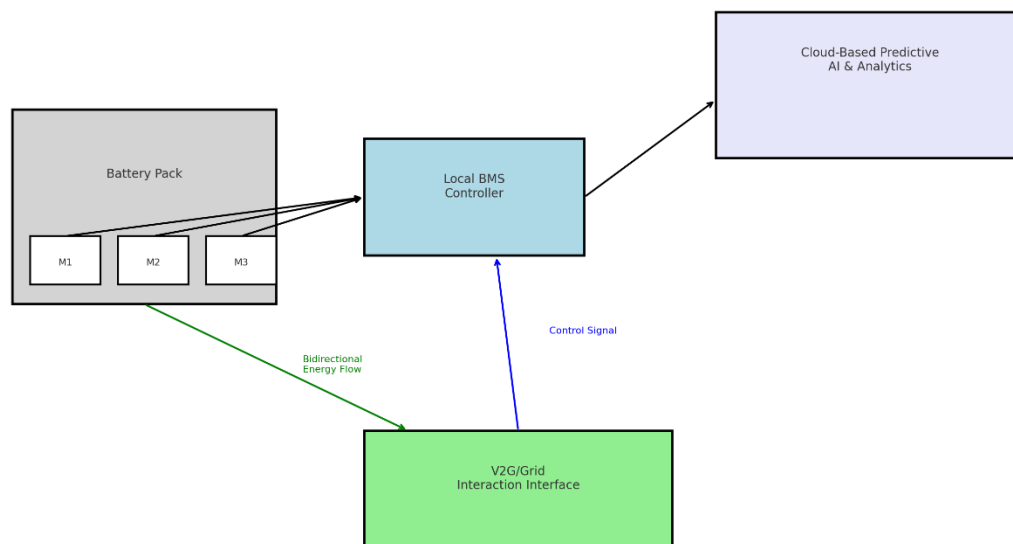 Cloud-Based Predictive
AI & Analytics
Battery Pack
Local BMS
Controller
M1
M2
M3
Control Signal
Bidirectional
Energy Flow
V2G/Grid
Interaction Interface